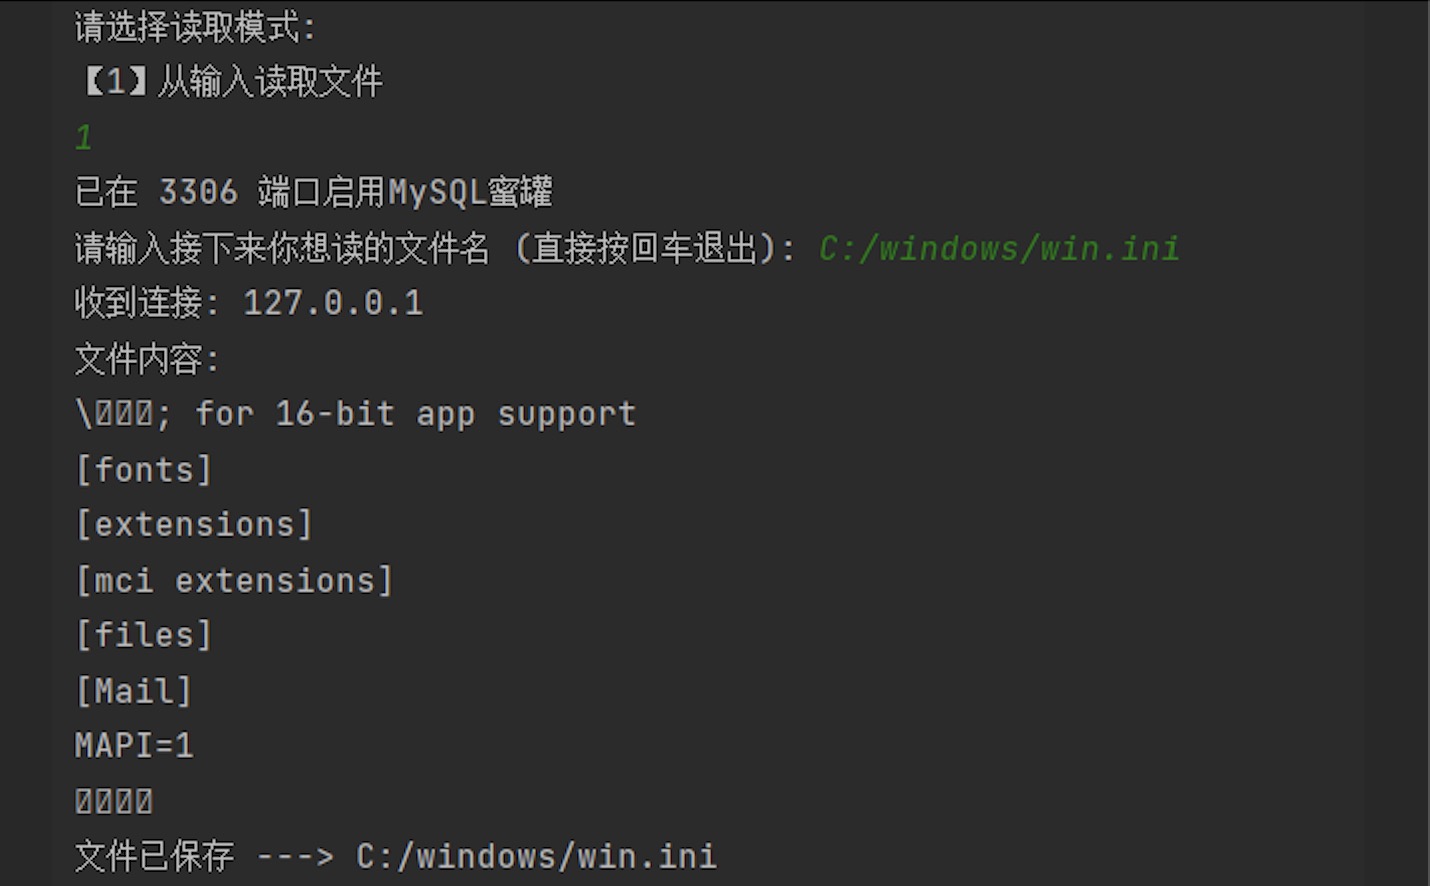 请选择读取模式:
【1】从输入读取文件
1
已在 3306 端口启用MySQL蜜罐
请输入接下来你想读的文件名 (直接按回车退出): C:/windows/win.ini
收到连接: 127.0.0.1
文件内容:
\; for 16-bit app support
[fonts]
[extensions]
[mci extensions]
[files]
[Mail]
MAPI=1
文件已保存 ---> C:/windows/win.ini